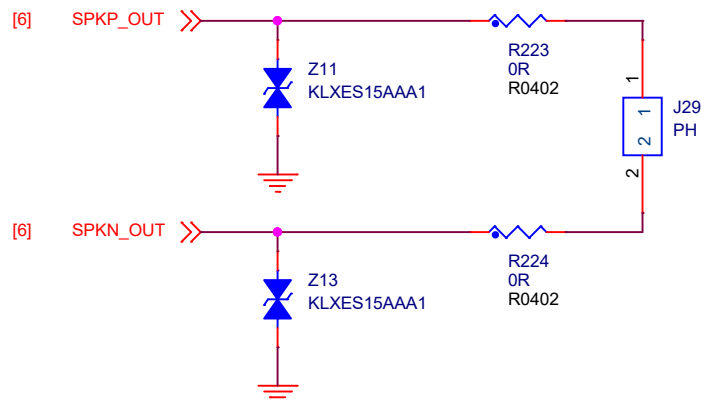 [6] SPKP_OUT
R223
0R
R0402
Z11
KLXES15AAA1
1
1
J29
PH
2
2
[6] SPKN_OUT
R224
0R
R0402
Z13
KLXES15AAA1